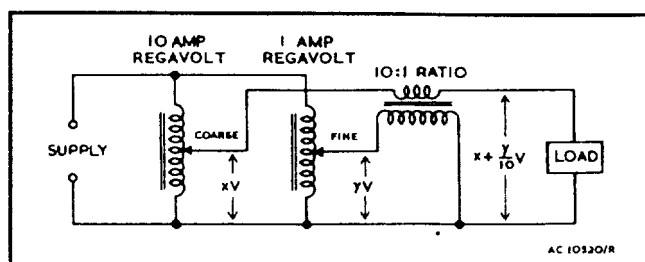 10 AMP
REGAVOLT
1 AMP
REGAVOLT
10:1 RATIO
COARSE
FINE
SUPPLY
xV
yV
x + y/10 V
LOAD
AC 10320/R